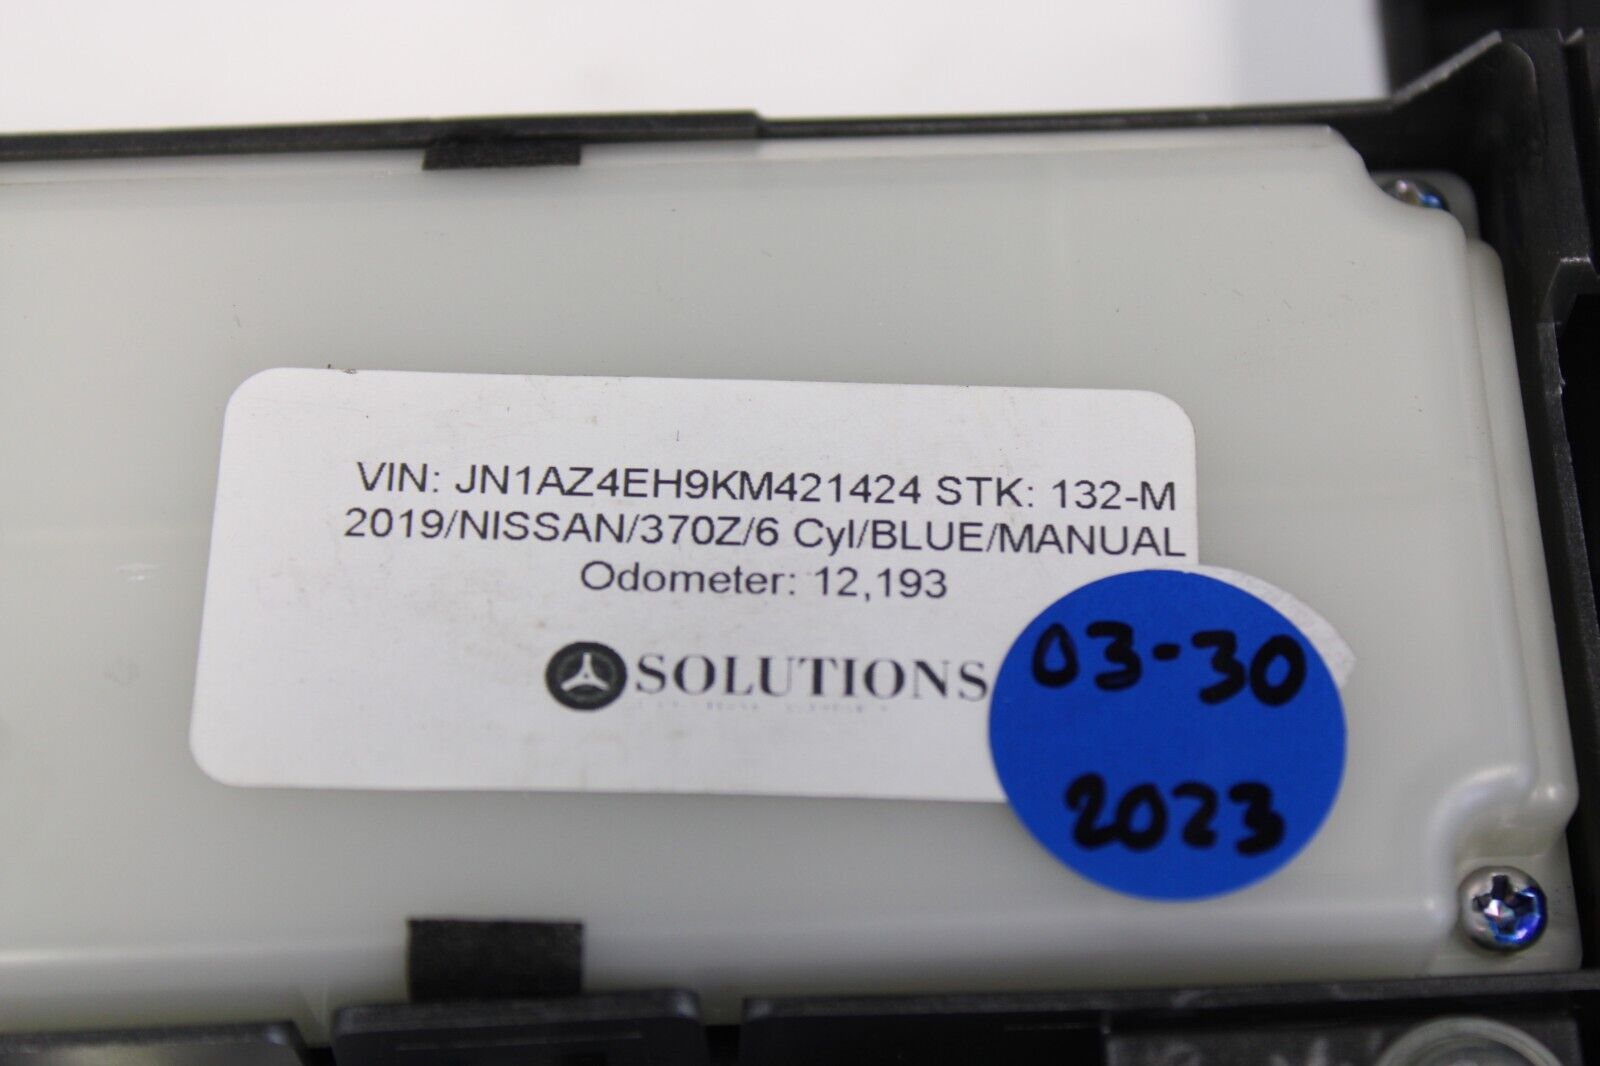 VIN: JN1AZ4EH9KM421424 STK: 132-M
2019/NISSAN/370Z/6 Cyl/BLUE/MANUAL
Odometer: 12,193
SOLUTIONS
03-30
2023